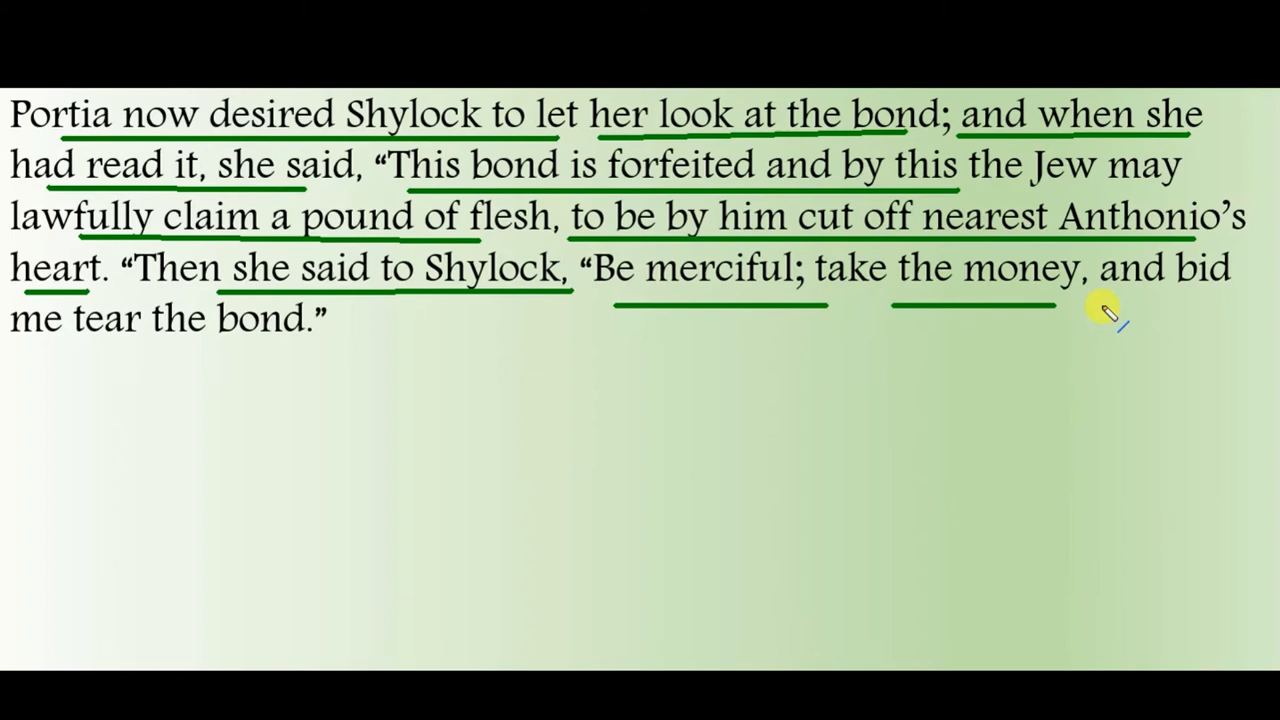 Portia now desired Shylock to let her look at the bond; and when she
had read it, she said, “This bond is forfeited and by this the Jew may
lawfully claim a pound of flesh, to be by him cut off nearest Anthonio’s
heart. “Then she said to Shylock, “Be merciful; take the money, and bid
me tear the bond.”